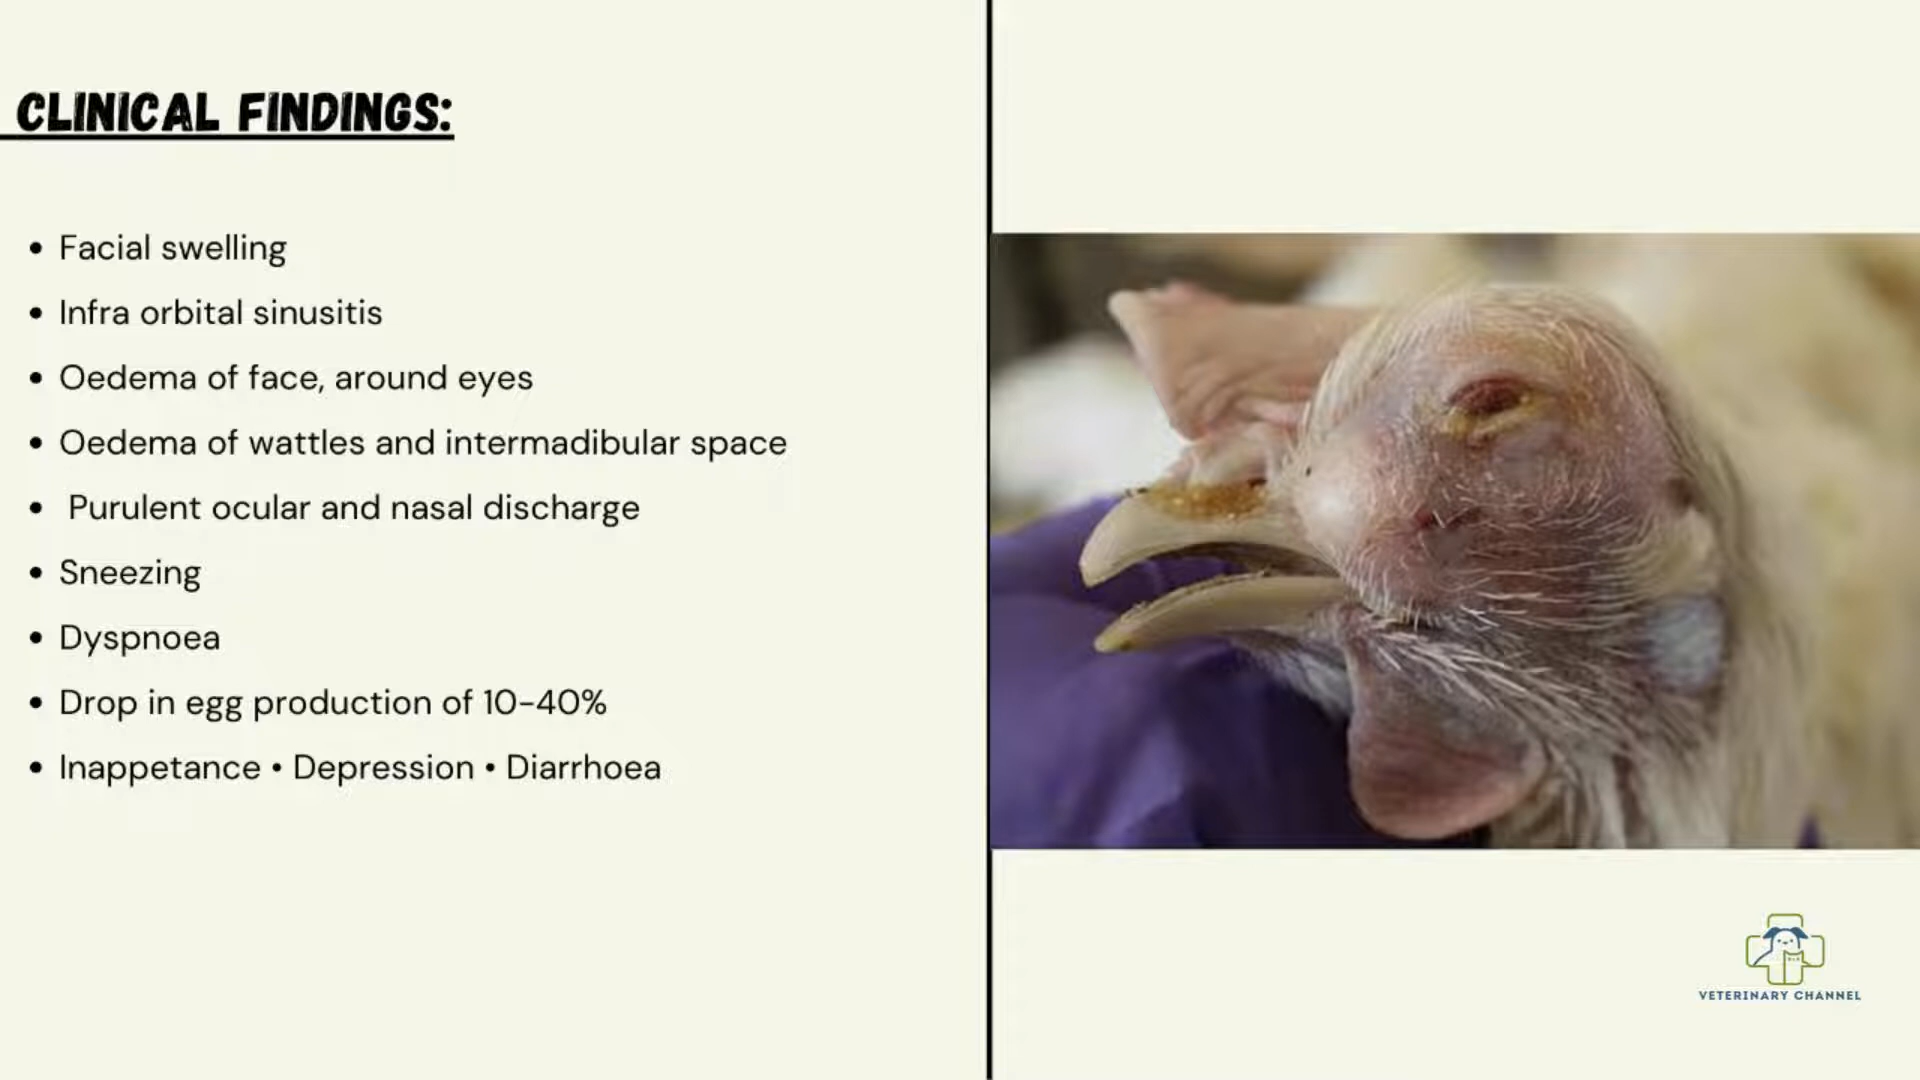 CLINICAL FINDINGS:
• Facial swelling
• Infra orbital sinusitis
• Oedema of face, around eyes
• Oedema of wattles and intermadibular space
• Purulent ocular and nasal discharge
• Sneezing
• Dyspnoea
• Drop in egg production of 10-40%
• Inappetance • Depression • Diarrhoea
VETERINARY CHANNEL